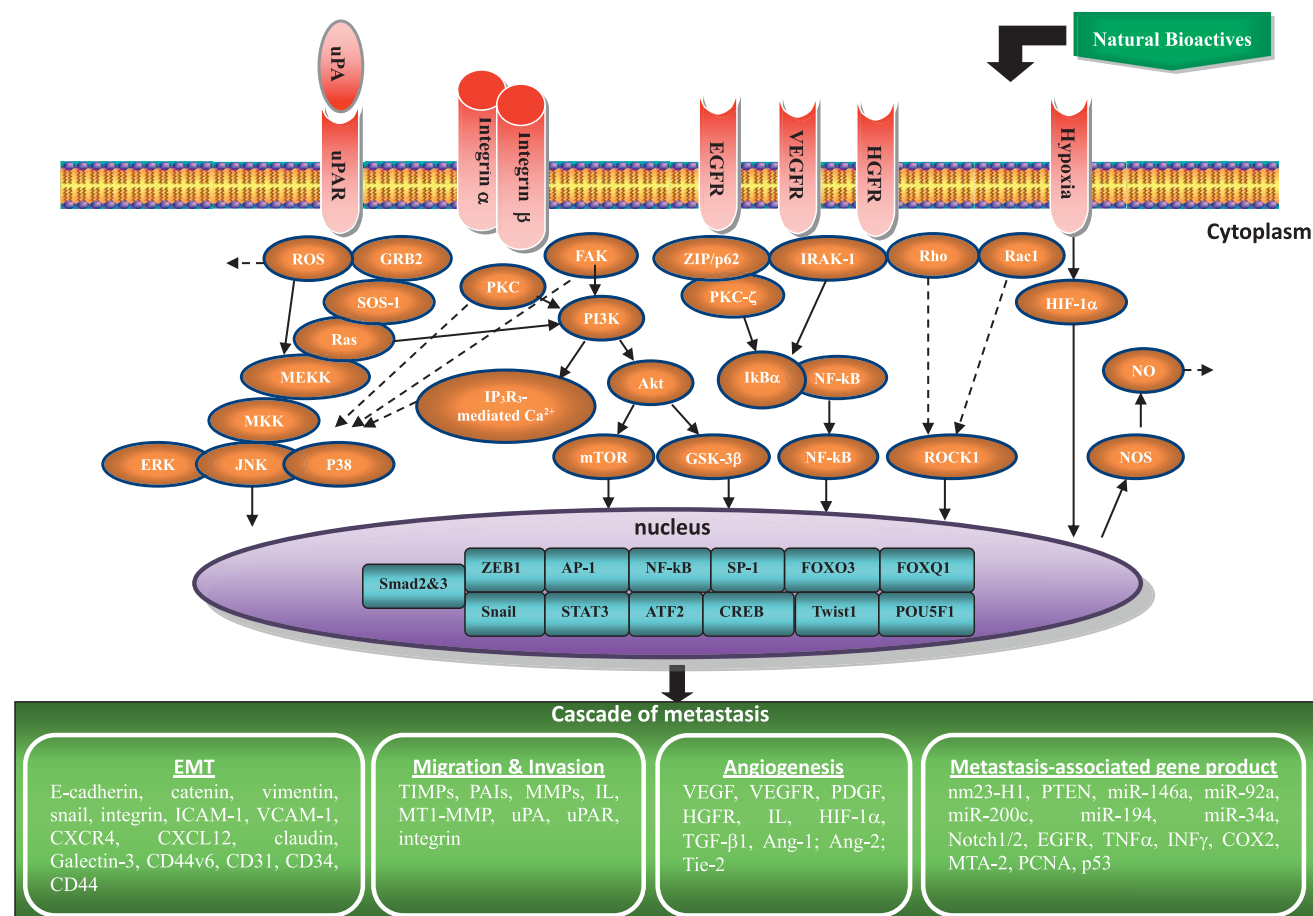 Natural Bioactives
uPA
uPAR
Integrin α
Integrin β
EGFR
VEGFR
HGFR
Hypoxia
Cytoplasm
ROS
GRB2
FAK
ZIP/p62
IRAK-1
Rho
Rac1
SOS-1
PKC
PKC-ζ
HIF-1α
Ras
PI3K
MEKK
Akt
IkBα
NF-kB
NO
IP₃R₃-
mediated Ca²⁺
MKK
ERK
JNK
P38
mTOR
GSK-3β
NF-kB
ROCK1
NOS
nucleus
Smad2&3
ZEB1
AP-1
NF-kB
SP-1
FOXO3
FOXQ1
Snail
STAT3
ATF2
CREB
Twist1
POU5F1
Cascade of metastasis
EMT
E-cadherin, catenin, vimentin,
snail, integrin, ICAM-1, VCAM-1,
CXCR4, CXCL12, claudin,
Galectin-3, CD44v6, CD31, CD34,
CD44
Migration & Invasion
TIMPs, PAIs, MMPs, IL,
MT1-MMP, uPA, uPAR,
integrin
Angiogenesis
VEGF, VEGFR, PDGF,
HGFR, IL, HIF-1α,
TGF-β1, Ang-1; Ang-2;
Tie-2
Metastasis-associated gene product
nm23-H1, PTEN, miR-146a, miR-92a,
miR-200c, miR-194, miR-34a,
Notch1/2, EGFR, TNFα, INFγ, COX2,
MTA-2, PCNA, p53